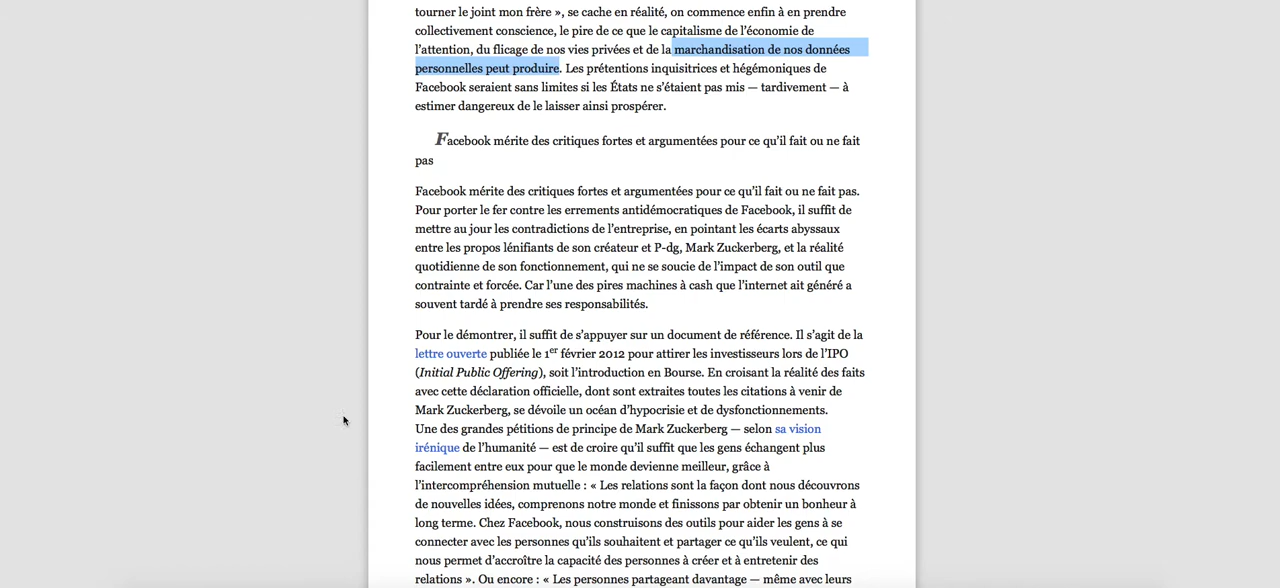 tourner le joint mon frère », se cache en réalité, on commence enfin à en prendre
collectivement conscience, le pire de ce que le capitalisme de l’économie de
l’attention, du flicage de nos vies privées et de la marchandisation de nos données
personnelles peut produire. Les prétentions inquisitrices et hégémoniques de
Facebook seraient sans limites si les États ne s’étaient pas mis — tardivement — à
estimer dangereux de le laisser ainsi prospérer.
Facebook mérite des critiques fortes et argumentées pour ce qu’il fait ou ne fait
pas
Facebook mérite des critiques fortes et argumentées pour ce qu’il fait ou ne fait pas.
Pour porter le fer contre les errements antidémocratiques de Facebook, il suffit de
mettre au jour les contradictions de l’entreprise, en pointant les écarts abyssaux
entre les propos lénifiants de son créateur et P-dg, Mark Zuckerberg, et la réalité
quotidienne de son fonctionnement, qui ne se soucie de l’impact de son outil que
contrainte et forcée. Car l’une des pires machines à cash que l’internet ait généré a
souvent tardé à prendre ses responsabilités.
Pour le démontrer, il suffit de s’appuyer sur un document de référence. Il s’agit de la
lettre ouverte publiée le 1er février 2012 pour attirer les investisseurs lors de l’IPO
(Initial Public Offering), soit l’introduction en Bourse. En croisant la réalité des faits
avec cette déclaration officielle, dont sont extraites toutes les citations à venir de
Mark Zuckerberg, se dévoile un océan d’hypocrisie et de dysfonctionnements.
Une des grandes pétitions de principe de Mark Zuckerberg — selon sa vision
irénique de l’humanité — est de croire qu’il suffit que les gens échangent plus
facilement entre eux pour que le monde devienne meilleur, grâce à
l’intercompréhension mutuelle : « Les relations sont la façon dont nous découvrons
de nouvelles idées, comprenons notre monde et finissons par obtenir un bonheur à
long terme. Chez Facebook, nous construisons des outils pour aider les gens à se
connecter avec les personnes qu’ils souhaitent et partager ce qu’ils veulent, ce qui
nous permet d’accroître la capacité des personnes à créer et à entretenir des
relations ». Ou encore : « Les personnes partageant davantage — même avec leurs